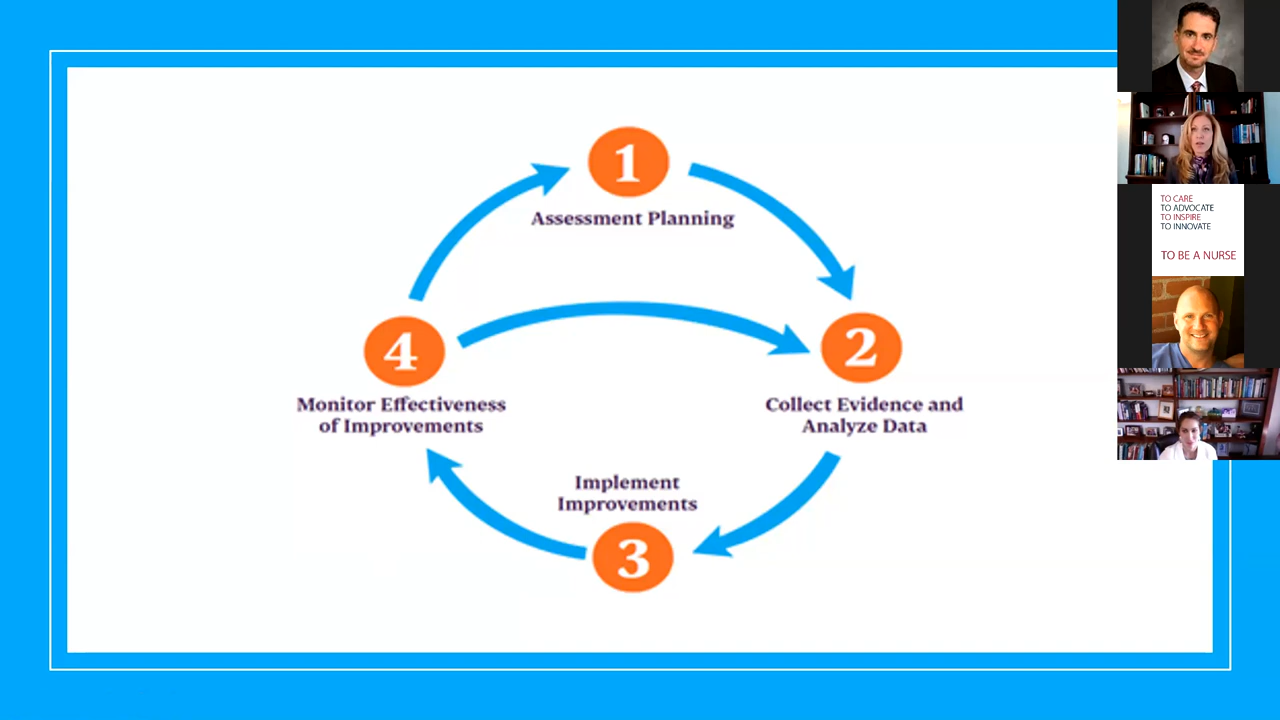 1
Assessment Planning
2
Collect Evidence and
Analyze Data
Implement
Improvements
3
4
Monitor Effectiveness
of Improvements
TO CARE
TO ADVOCATE
TO INSPIRE
TO INNOVATE
TO BE A NURSE